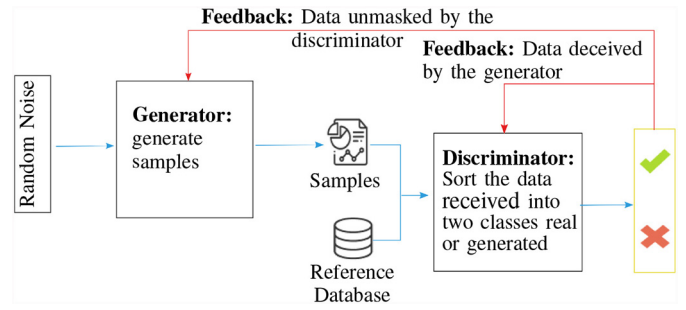 Feedback: Data unmasked by the
discriminator
Feedback: Data deceived
by the generator
Random Noise
Generator:
generate
samples
Samples
Reference
Database
Discriminator:
Sort the data
received into
two classes real
or generated